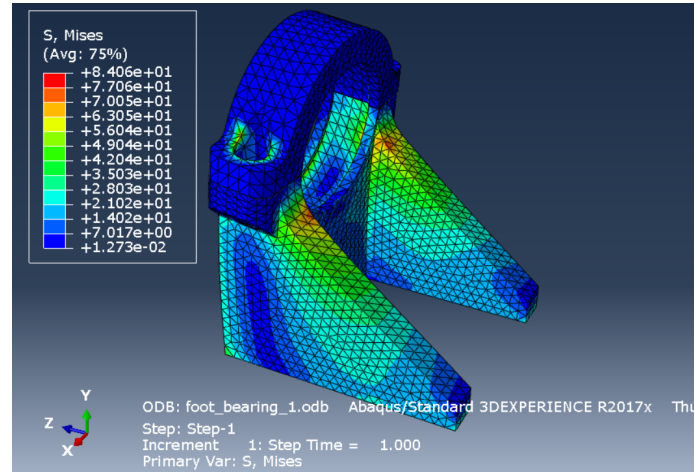 S, Mises
(Avg: 75%)
+8.406e+01
+7.706e+01
+7.005e+01
+6.305e+01
+5.604e+01
+4.904e+01
+4.204e+01
+3.503e+01
+2.803e+01
+2.102e+01
+1.402e+01
+7.017e+00
+1.273e-02
Y
Z
X
ODB: foot_bearing_1.odb Abaqus/Standard 3DEXPERIENCE R2017x Thu
Step: Step-1
Increment 1: Step Time = 1.000
Primary Var: S, Mises